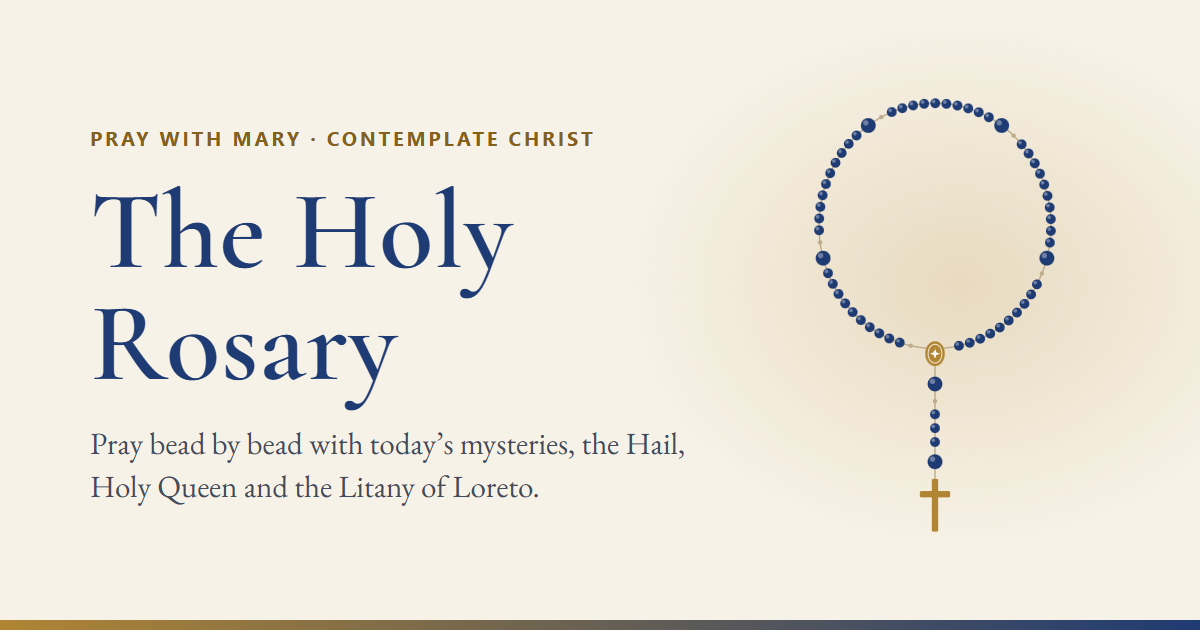 PRAY WITH MARY · CONTEMPLATE CHRIST
The Holy
Rosary
Pray bead by bead with today’s mysteries, the Hail,
Holy Queen and the Litany of Loreto.